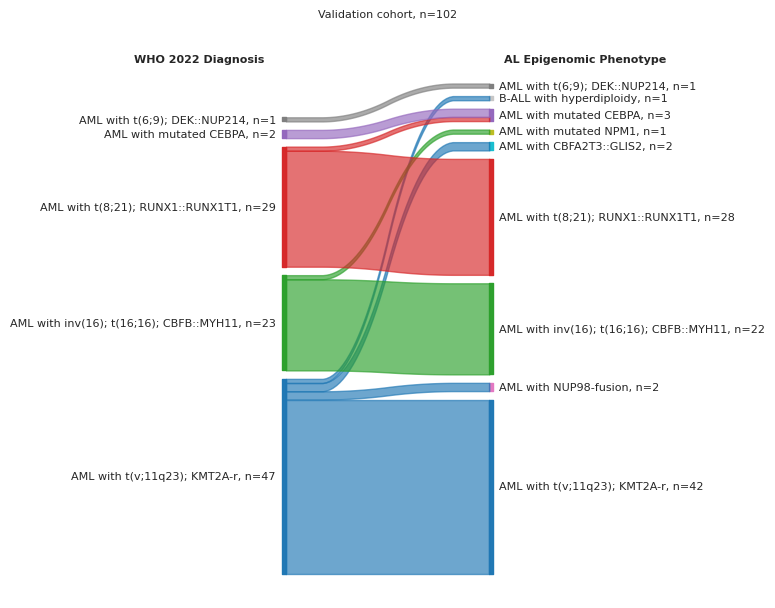 Validation cohort, n=102
WHO 2022 Diagnosis
AL Epigenomic Phenotype
AML with t(6;9); DEK::NUP214, n=1
AML with mutated CEBPA, n=2
AML with t(8;21); RUNX1::RUNX1T1, n=29
AML with inv(16); t(16;16); CBFB::MYH11, n=23
AML with t(v;11q23); KMT2A-r, n=47
AML with t(6;9); DEK::NUP214, n=1
B-ALL with hyperdiploidy, n=1
AML with mutated CEBPA, n=3
AML with mutated NPM1, n=1
AML with CBFA2T3::GLIS2, n=2
AML with t(8;21); RUNX1::RUNX1T1, n=28
AML with inv(16); t(16;16); CBFB::MYH11, n=22
AML with NUP98-fusion, n=2
AML with t(v;11q23); KMT2A-r, n=42